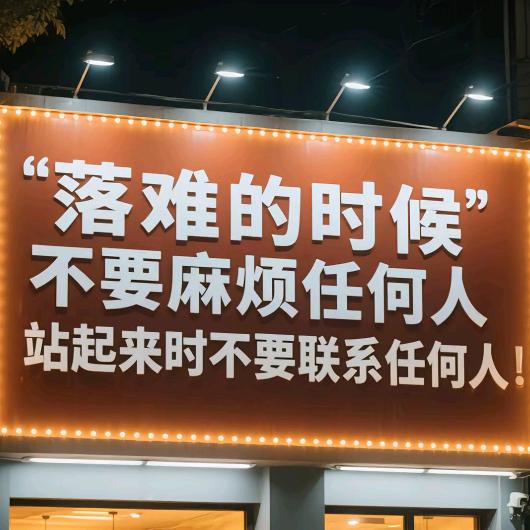 “落难的时候”
不要麻烦任何人
站起来时不要联系任何人！